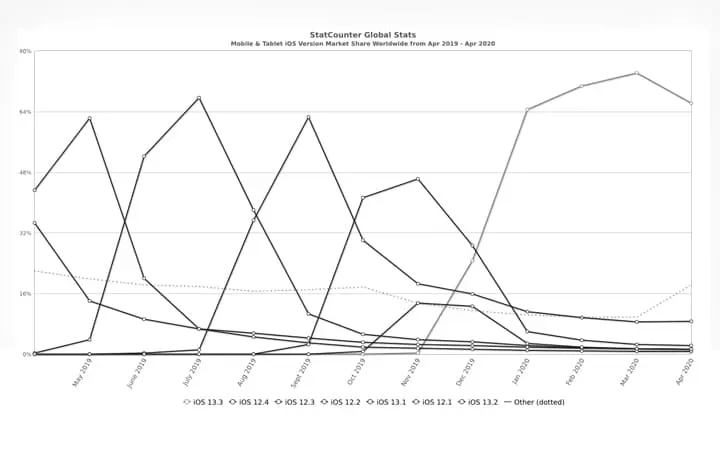 StatCounter Global Stats
Mobile & Tablet iOS Version Market Share Worldwide from Apr 2019 - Apr 2020
80%
64%
48%
32%
16%
0%
May 2019
June 2019
July 2019
Aug 2019
Sept 2019
Oct 2019
Nov 2019
Dec 2019
Jan 2020
Feb 2020
Mar 2020
Apr 2020
iOS 13.3 iOS 12.4 iOS 12.3 iOS 12.2 iOS 13.1 iOS 12.1 iOS 13.2 Other (dotted)